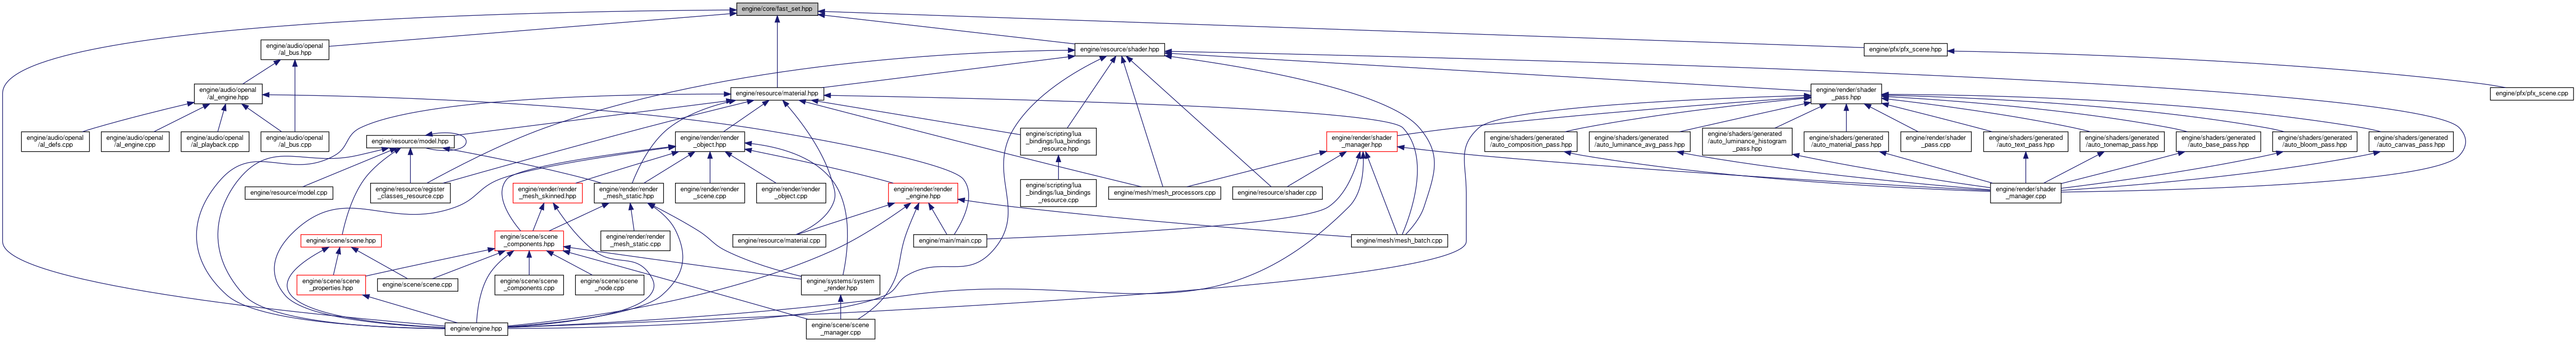 engine/core/fast_set.hpp
engine/audio/openal
/al_bus.hpp
engine/resource/shader.hpp
engine/pfx/pfx_scene.hpp
engine/audio/openal
/al_engine.hpp
engine/resource/material.hpp
engine/render/shader
_pass.hpp
engine/pfx/pfx_scene.cpp
engine/audio/openal
/al_defs.cpp
engine/audio/openal
/al_engine.cpp
engine/audio/openal
/al_playback.cpp
engine/audio/openal
/al_bus.cpp
engine/resource/model.hpp
engine/render/render
_object.hpp
engine/scripting/lua
_bindings/lua_bindings
_resource.hpp
engine/render/shader
_manager.hpp
engine/shaders/generated
/auto_composition_pass.hpp
engine/shaders/generated
/auto_luminance_avg_pass.hpp
engine/shaders/generated
/auto_luminance_histogram
_pass.hpp
engine/shaders/generated
/auto_material_pass.hpp
engine/render/shader
_pass.cpp
engine/shaders/generated
/auto_text_pass.hpp
engine/shaders/generated
/auto_tonemap_pass.hpp
engine/shaders/generated
/auto_base_pass.hpp
engine/shaders/generated
/auto_bloom_pass.hpp
engine/shaders/generated
/auto_canvas_pass.hpp
engine/resource/model.cpp
engine/resource/register
_classes_resource.cpp
engine/render/render
_mesh_skinned.hpp
engine/render/render
_mesh_static.hpp
engine/render/render
_scene.cpp
engine/render/render
_object.cpp
engine/render/render
_engine.hpp
engine/scripting/lua
_bindings/lua_bindings
_resource.cpp
engine/mesh/mesh_processors.cpp
engine/resource/shader.cpp
engine/render/shader
_manager.cpp
engine/scene/scene.hpp
engine/scene/scene
_components.hpp
engine/render/render
_mesh_static.cpp
engine/resource/material.cpp
engine/main/main.cpp
engine/mesh/mesh_batch.cpp
engine/scene/scene
_properties.hpp
engine/scene/scene.cpp
engine/scene/scene
_components.cpp
engine/scene/scene
_node.cpp
engine/systems/system
_render.hpp
engine/engine.hpp
engine/scene/scene
_manager.cpp